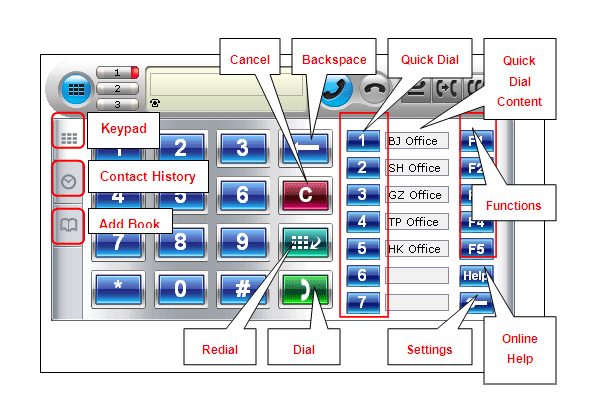 Cancel
Backspace
Quick Dial
Quick
Dial
Content
1
2
3
Keypad
Contact History
Add Book
2
3
5
6
C
7
8
9
*
0
#
1 BJ Office
2 SH Office F2
3 GZ Office
4 TP Office F4
5 HK Office F5
6 Help
7
Functions
Redial
Dial
Settings
Online
Help